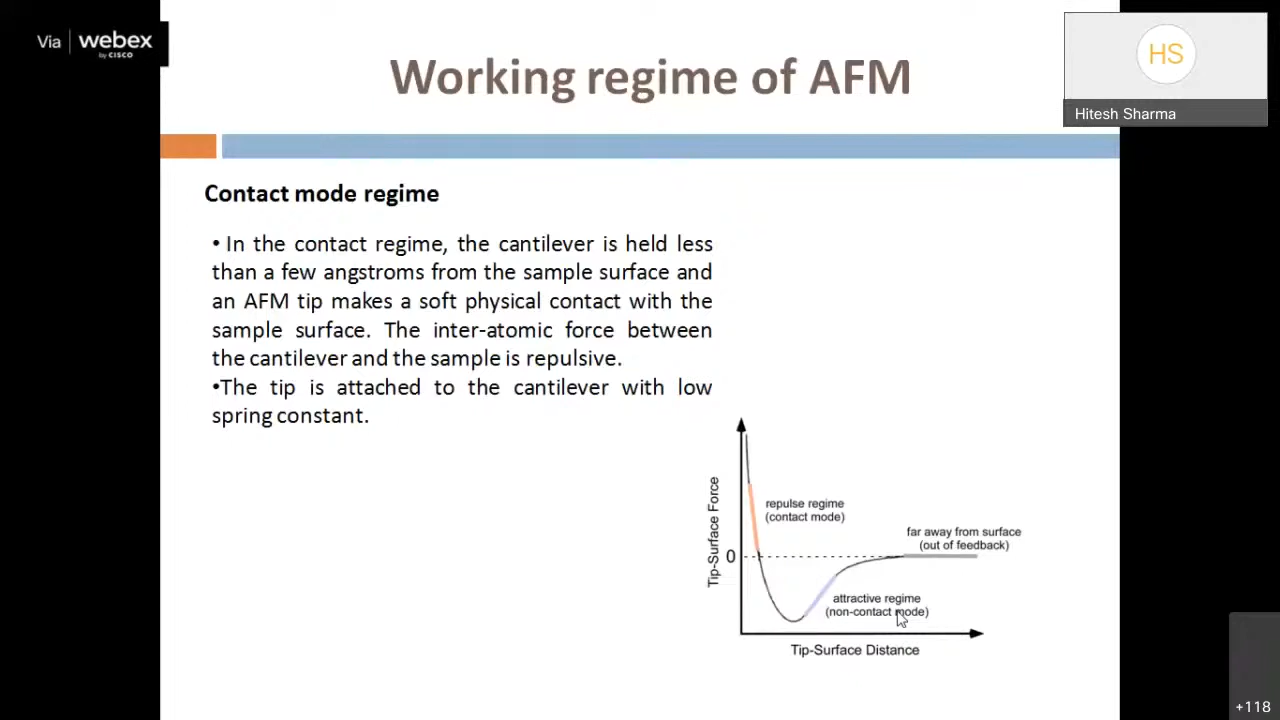 Via webex
by CISCO
Working regime of AFM
HS
Hitesh Sharma
Contact mode regime
• In the contact regime, the cantilever is held less
than a few angstroms from the sample surface and
an AFM tip makes a soft physical contact with the
sample surface. The inter-atomic force between
the cantilever and the sample is repulsive.
•The tip is attached to the cantilever with low
spring constant.
Tip-Surface Force
0
repulse regime
(contact mode)
far away from surface
(out of feedback)
attractive regime
(non-contact mode)
Tip-Surface Distance
+118